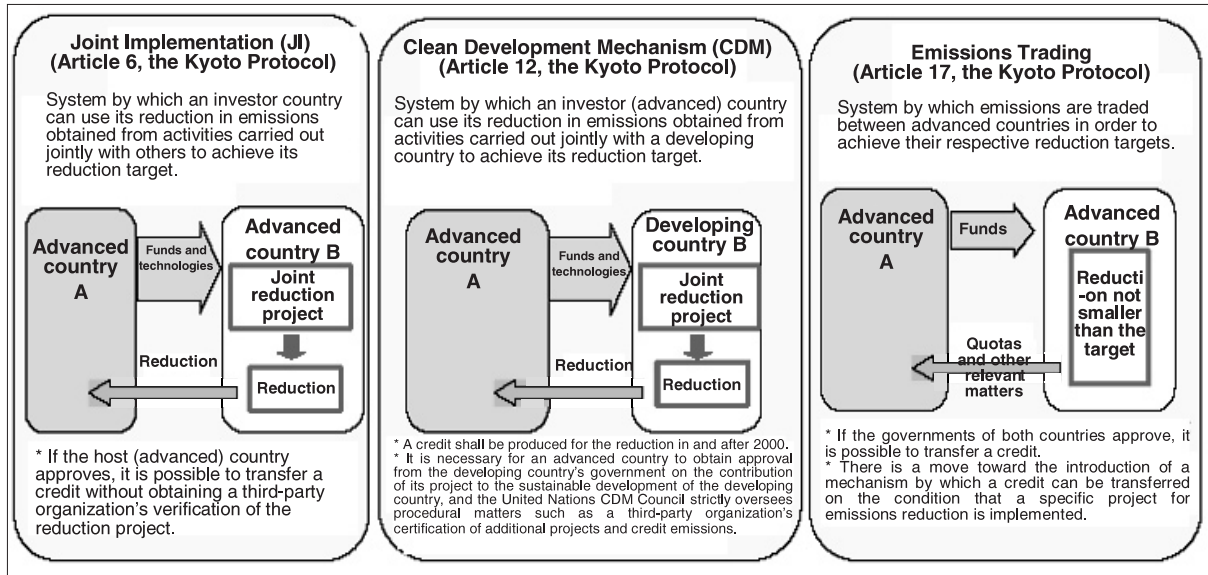 Joint Implementation (JI)
(Article 6, the Kyoto Protocol)
System by which an investor country
can use its reduction in emissions
obtained from activities carried out
jointly with others to achieve its
reduction target.
Advanced
country
A
Funds and
technologies
Advanced
country B
Joint
reduction
project
Reduction
Reduction
* If the host (advanced) country
approves, it is possible to transfer a
credit without obtaining a third-party
organization's verification of the
reduction project.
Clean Development Mechanism (CDM)
(Article 12, the Kyoto Protocol)
System by which an investor (advanced) country
can use its reduction in emissions obtained from
activities carried out jointly with a developing
country to achieve its reduction target.
Advanced
country
A
Funds and
technologies
Developing
country B
Joint
reduction
project
Reduction
Reduction
* A credit shall be produced for the reduction in and after 2000.
* It is necessary for an advanced country to obtain approval
from the developing country's government on the contribution
of its project to the sustainable development of the developing
country, and the United Nations CDM Council strictly oversees
procedural matters such as a third-party organization's
certification of additional projects and credit emissions.
Emissions Trading
(Article 17, the Kyoto Protocol)
System by which emissions are traded
between advanced countries in order to
achieve their respective reduction targets.
Advanced
country
A
Funds
Advanced
country B
Reducti
-on not
smaller
than the
target
Quotas
and other
relevant
matters
* If the governments of both countries approve, it
is possible to transfer a credit.
* There is a move toward the introduction of a
mechanism by which a credit can be transferred
on the condition that a specific project for
emissions reduction is implemented.